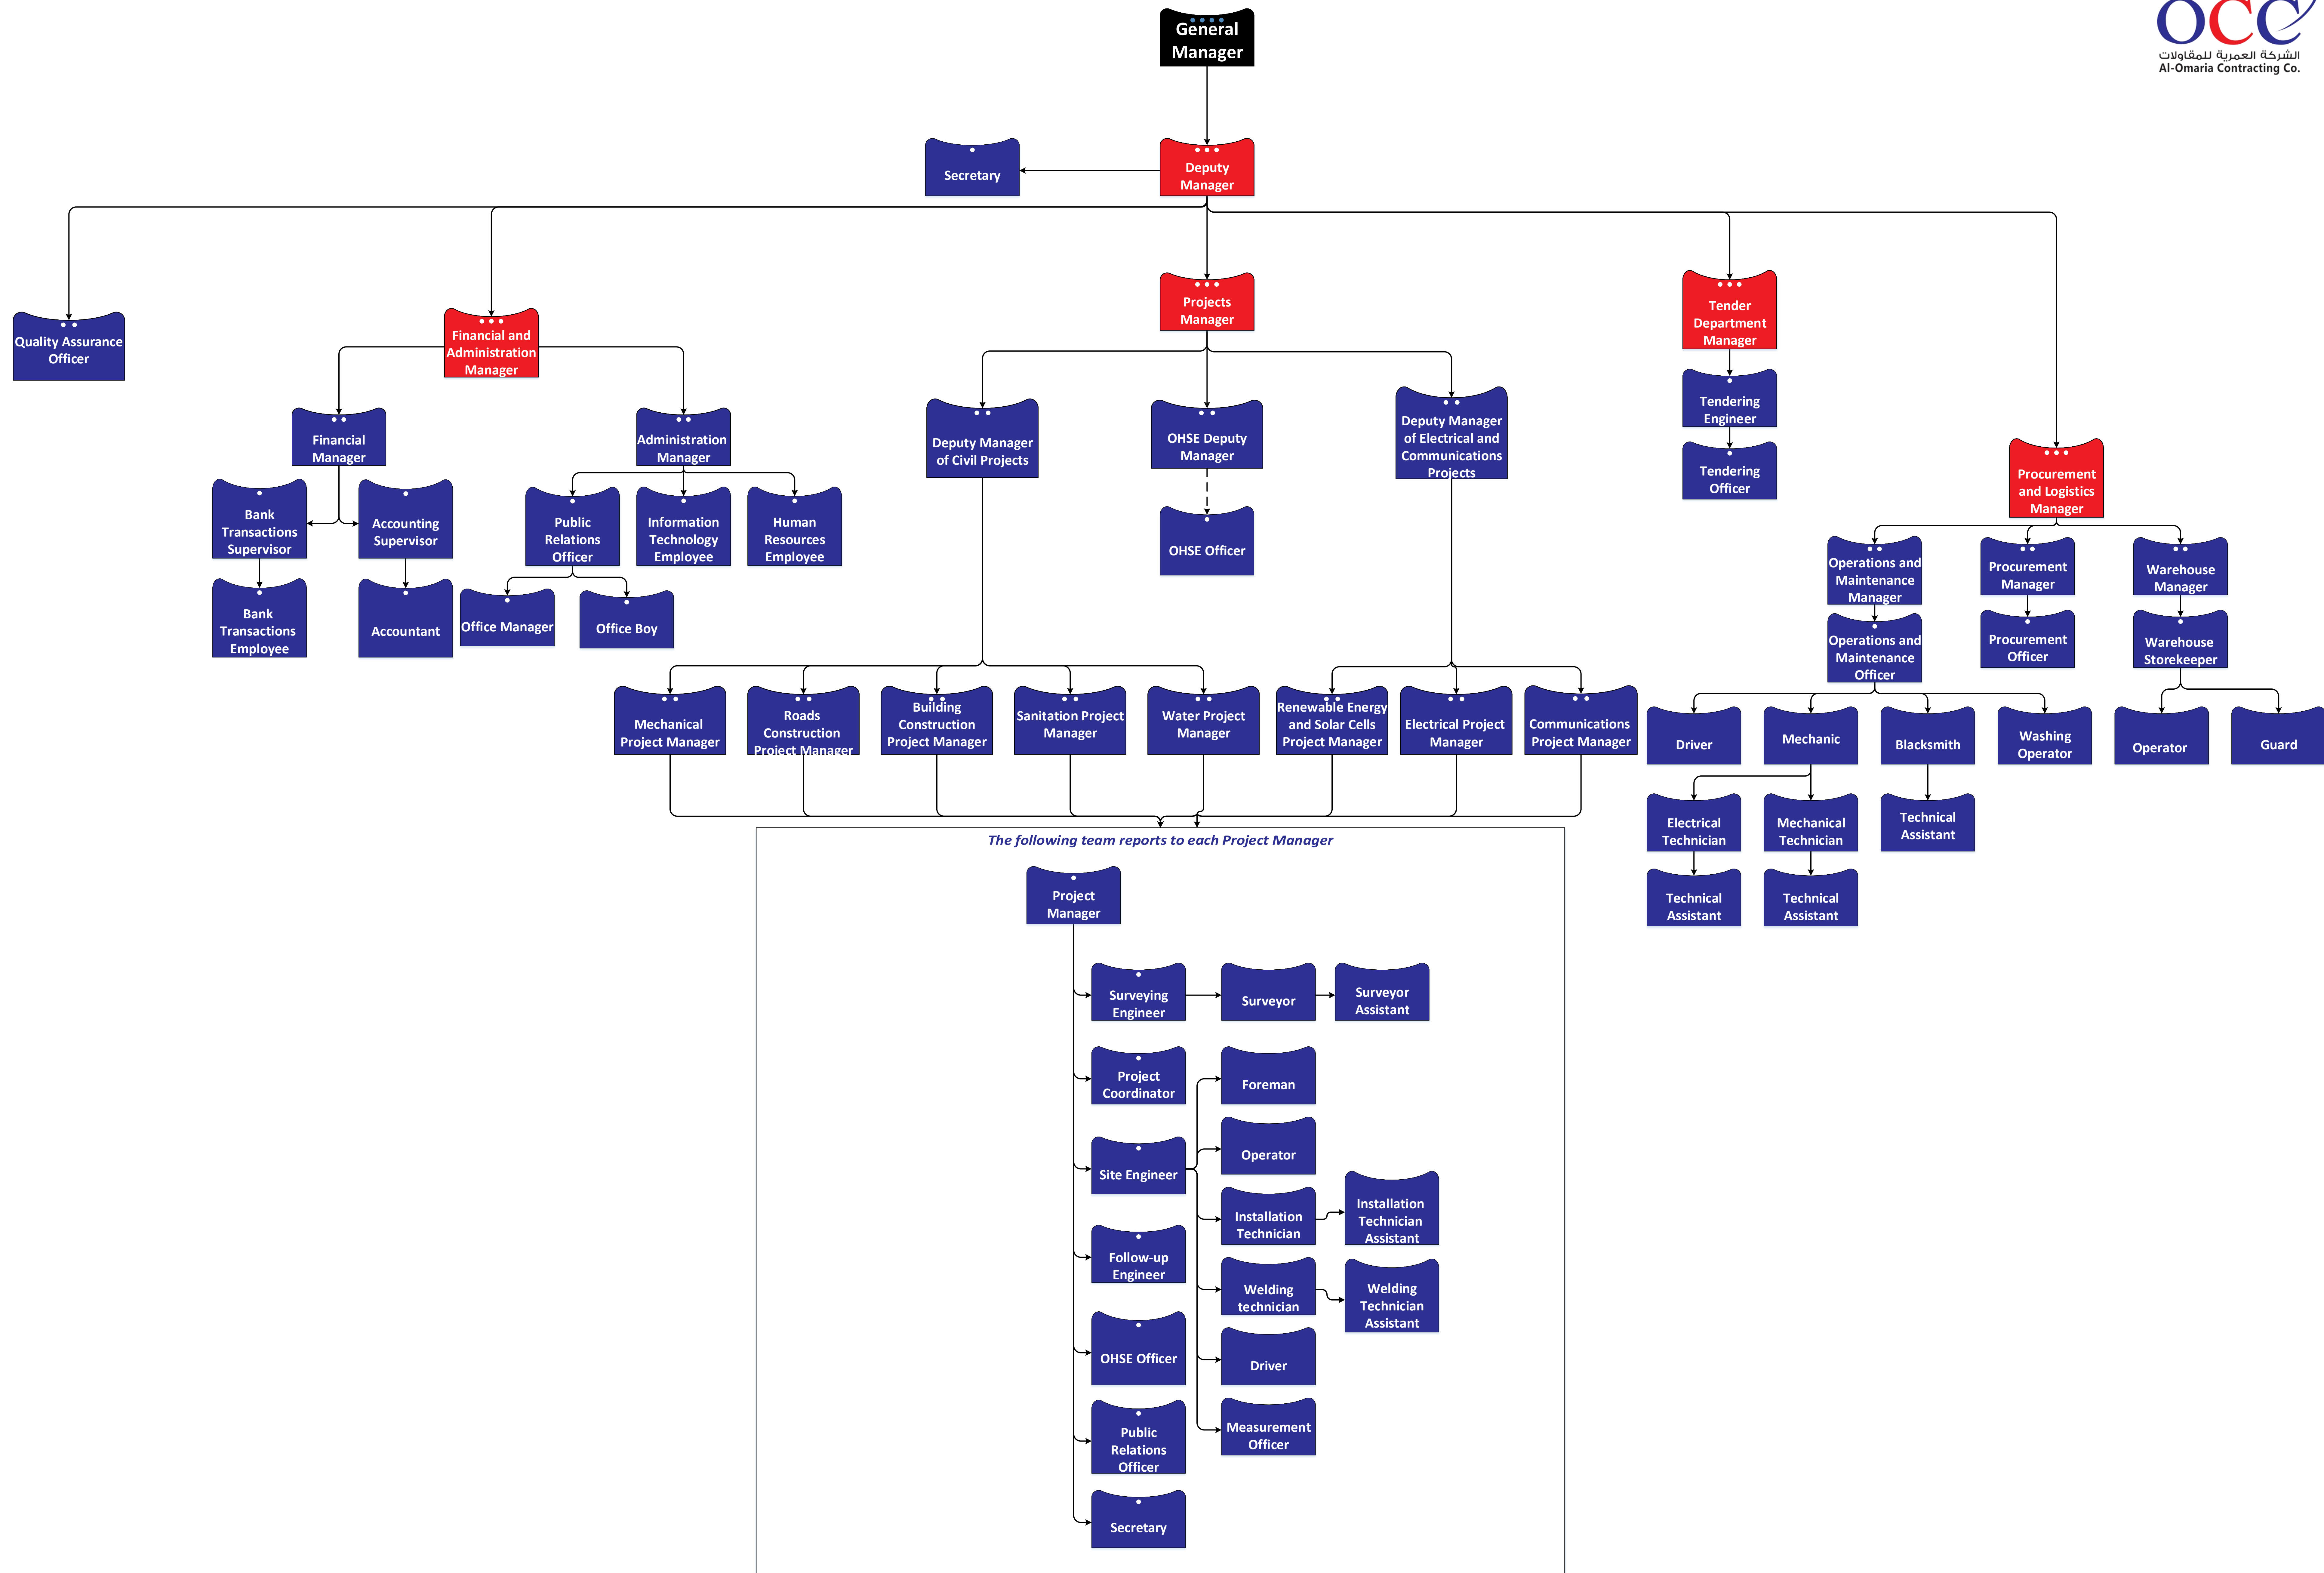 General
Manager
OCC
الشركة العمرية للمقاولات
Al-Omaria Contracting Co.
Secretary
Deputy
Manager
Quality Assurance
Officer
Financial and
Administration
Manager
Projects
Manager
Tender
Department
Manager
Financial
Manager
Administration
Manager
Deputy Manager
of Civil Projects
OHSE Deputy
Manager
Deputy Manager
of Electrical and
Communications
Projects
Tendering
Engineer
Tendering
Officer
Procurement
and Logistics
Manager
Bank
Transactions
Supervisor
Accounting
Supervisor
Public
Relations
Officer
Information
Technology
Employee
Human
Resources
Employee
OHSE Officer
Bank
Transactions
Employee
Accountant
Office Manager
Office Boy
Operations and
Maintenance
Manager
Procurement
Manager
Warehouse
Manager
Operations and
Maintenance
Officer
Procurement
Officer
Warehouse
Storekeeper
Mechanical
Project Manager
Roads
Construction
Project Manager
Building
Construction
Project Manager
Sanitation Project
Manager
Water Project
Manager
Renewable Energy
and Solar Cells
Project Manager
Electrical Project
Manager
Communications
Project Manager
Driver
Mechanic
Blacksmith
Washing
Operator
Operator
Guard
Electrical
Technician
Mechanical
Technician
Technical
Assistant
Technical
Assistant
Technical
Assistant
The following team reports to each Project Manager
Project
Manager
Surveying
Engineer
Surveyor
Surveyor
Assistant
Project
Coordinator
Foreman
Site Engineer
Operator
Installation
Technician
Installation
Technician
Assistant
Follow-up
Engineer
Welding
technician
Welding
Technician
Assistant
OHSE Officer
Driver
Public
Relations
Officer
Measurement
Officer
Secretary